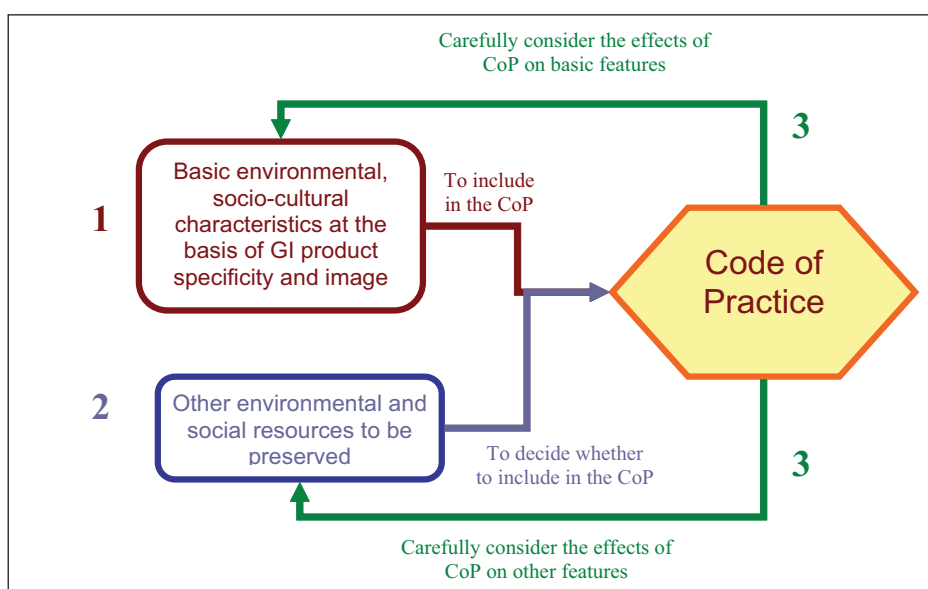 Carefully consider the effects of
CoP on basic features
3
1
Basic environmental,
socio-cultural
characteristics at the
basis of GI product
specificity and image
To include
in the CoP
Code of
Practice
2
Other environmental and
social resources to be
preserved
To decide whether
to include in the CoP
3
Carefully consider the effects of
CoP on other features